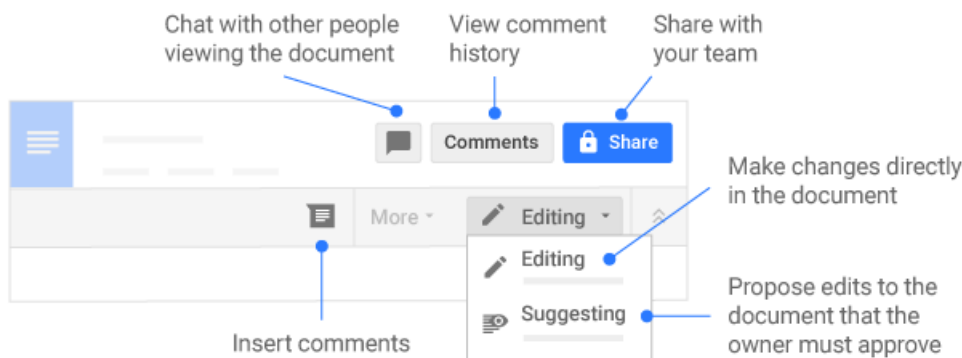 Chat with other people
viewing the document
View comment
history
Share with
your team
Comments
Share
More
Editing
Make changes directly
in the document
Editing
Suggesting
Propose edits to the
document that the
owner must approve
Insert comments